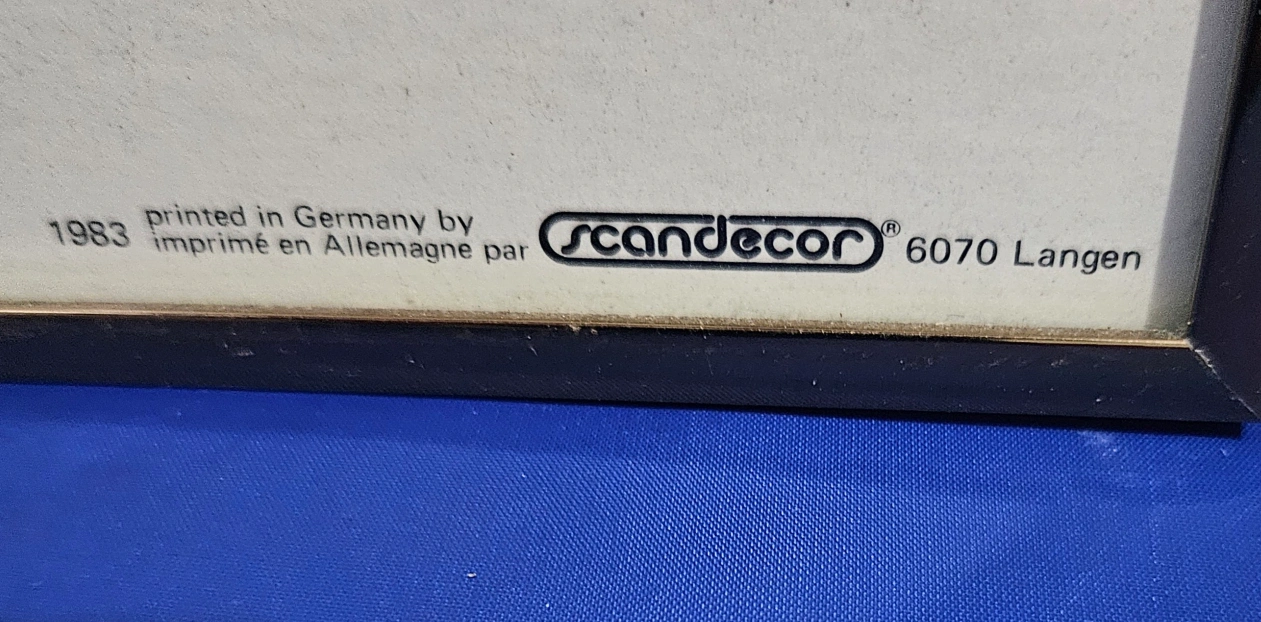 1983 printed in Germany by
imprimé en Allemagne par scandecor® 6070 Langen